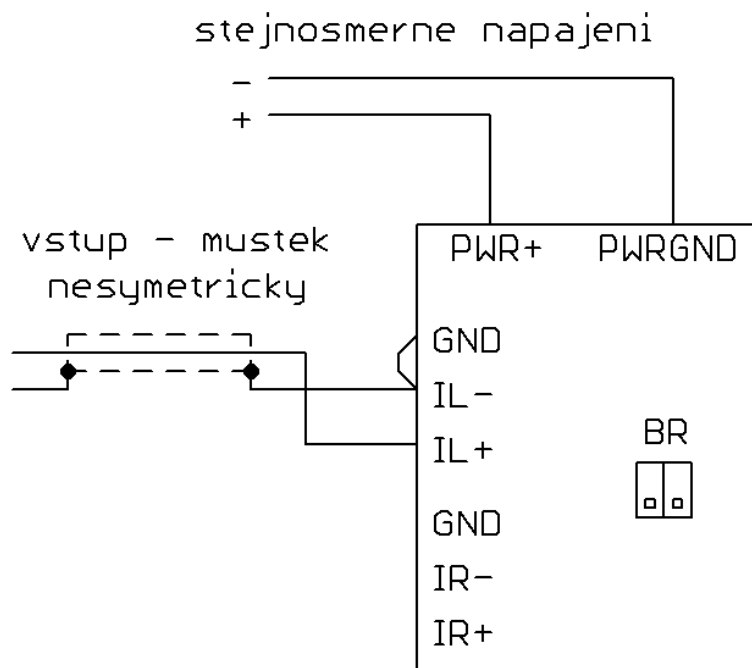 stejnosmerne napajeni
-
+
PWR+ PWRGND
vstup - mustek
nesymetricky
GND
IL-
IL+
BR
GND
IR-
IR+